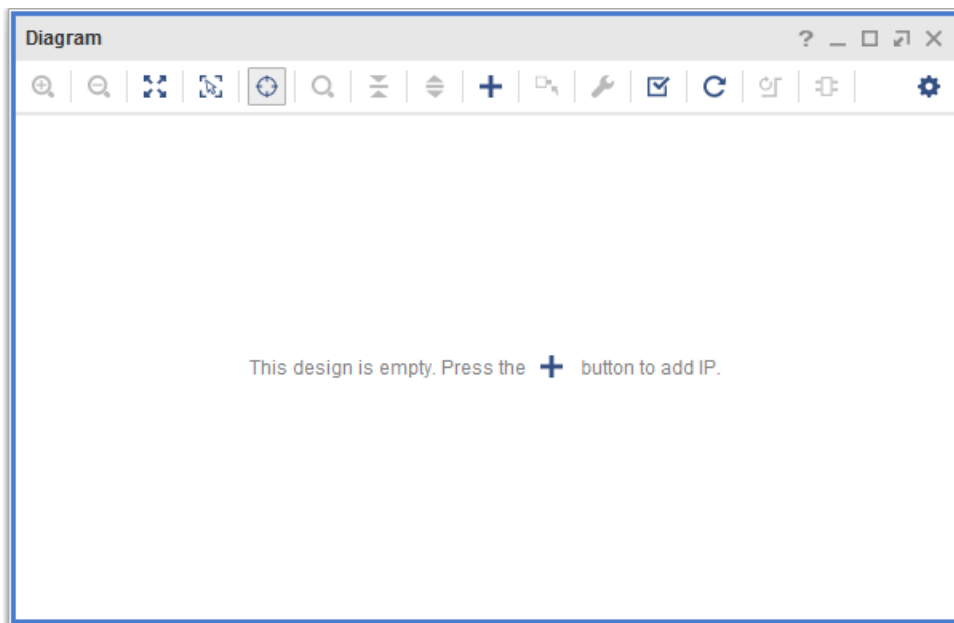 Diagram
This design is empty. Press the + button to add IP.